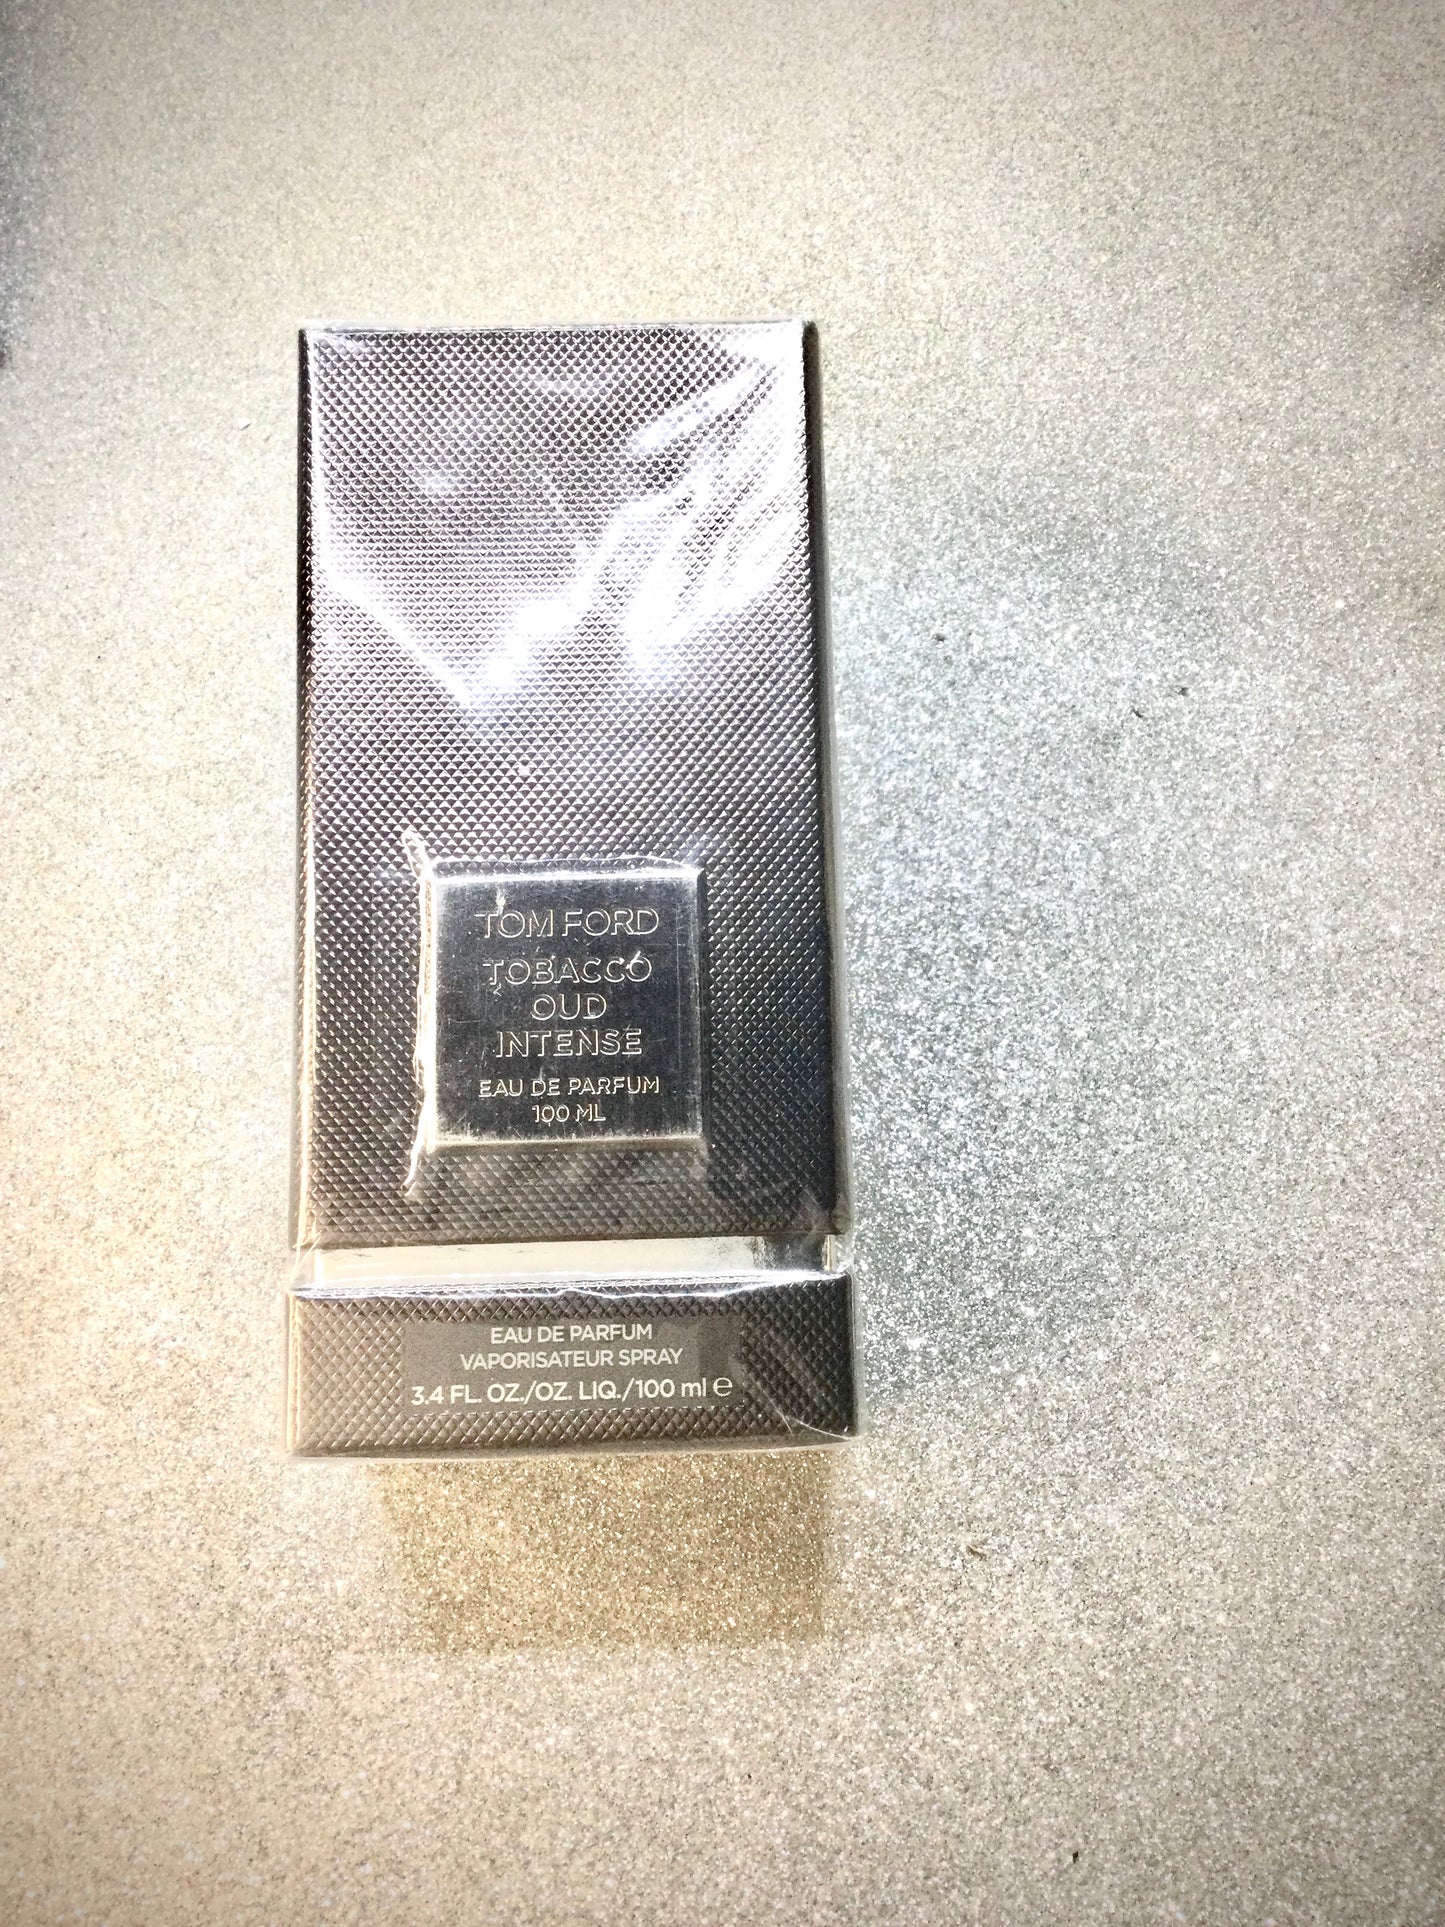 TOM FORD
TOBACCO
OUD
INTENSE
EAU DE PARFUM
100 ML
EAU DE PARFUM
VAPORISATEUR SPRAY
3.4 FL. OZ./OZ. LIQ./100 ml ℮